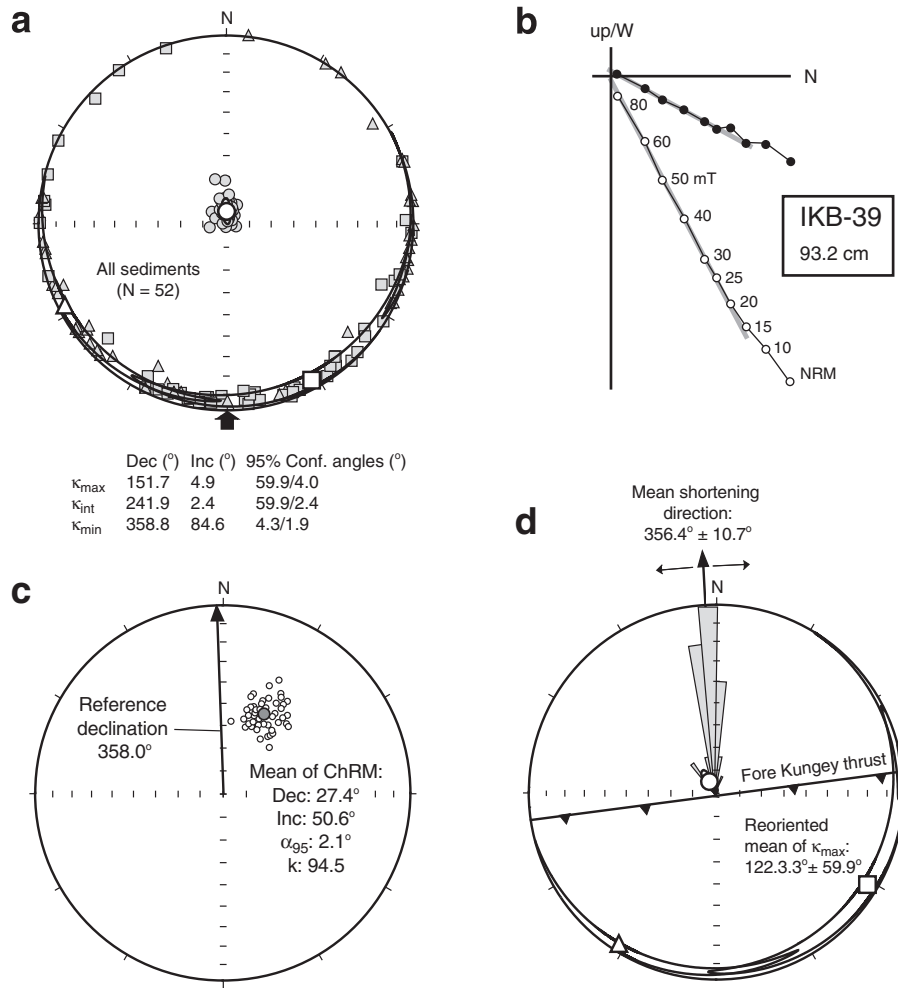 a
N
All sediments
(N = 52)
Dec (°) Inc (°) 95% Conf. angles (°)
κmax 151.7 4.9 59.9/4.0
κint 241.9 2.4 59.9/2.4
κmin 358.8 84.6 4.3/1.9
b
up/W
N
80
60
50 mT
40
30
25
20
15
10
NRM
IKB-39
93.2 cm
c
N
Reference
declination
358.0°
Mean of ChRM:
Dec: 27.4°
Inc: 50.6°
α95: 2.1°
k: 94.5
d
Mean shortening
direction:
356.4° ± 10.7°
N
Fore Kungey thrust
Reoriented
mean of κmax:
122.3.3° ± 59.9°